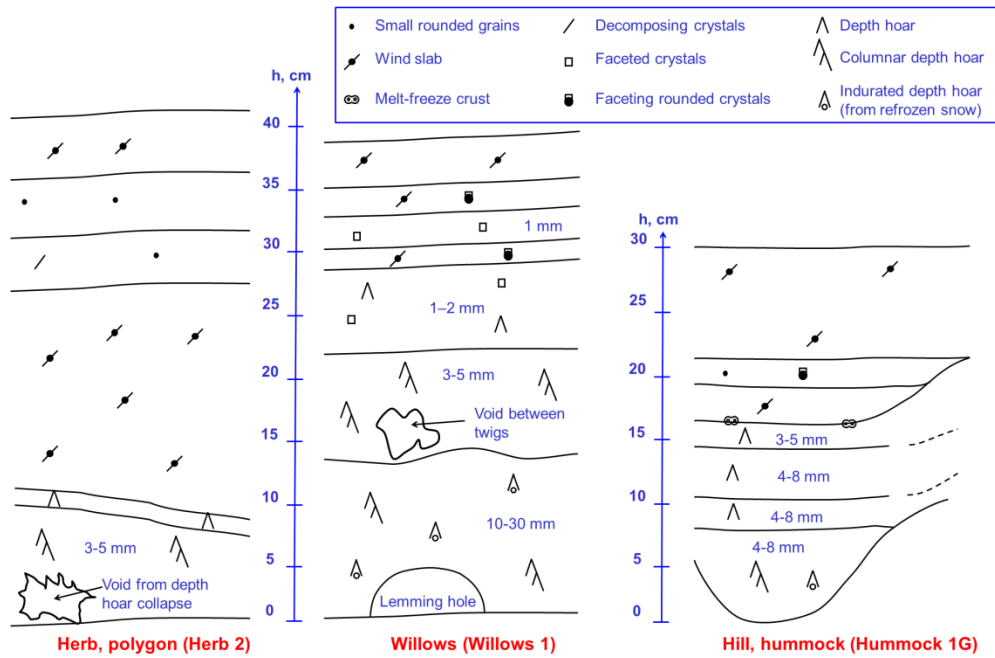 Small rounded grains
Decomposing crystals
Depth hoar
Wind slab
Faceted crystals
Columnar depth hoar
Melt-freeze crust
Faceting rounded crystals
Indurated depth hoar
(from refrozen snow)
h, cm
40
35
30
25
20
15
10
5
0
3-5 mm
Void from depth
hoar collapse
Herb, polygon (Herb 2)
1 mm
1–2 mm
3-5 mm
Void between
twigs
10-30 mm
Lemming hole
Willows (Willows 1)
h, cm
30
25
20
15
10
5
0
3-5 mm
4-8 mm
4-8 mm
4-8 mm
Hill, hummock (Hummock 1G)